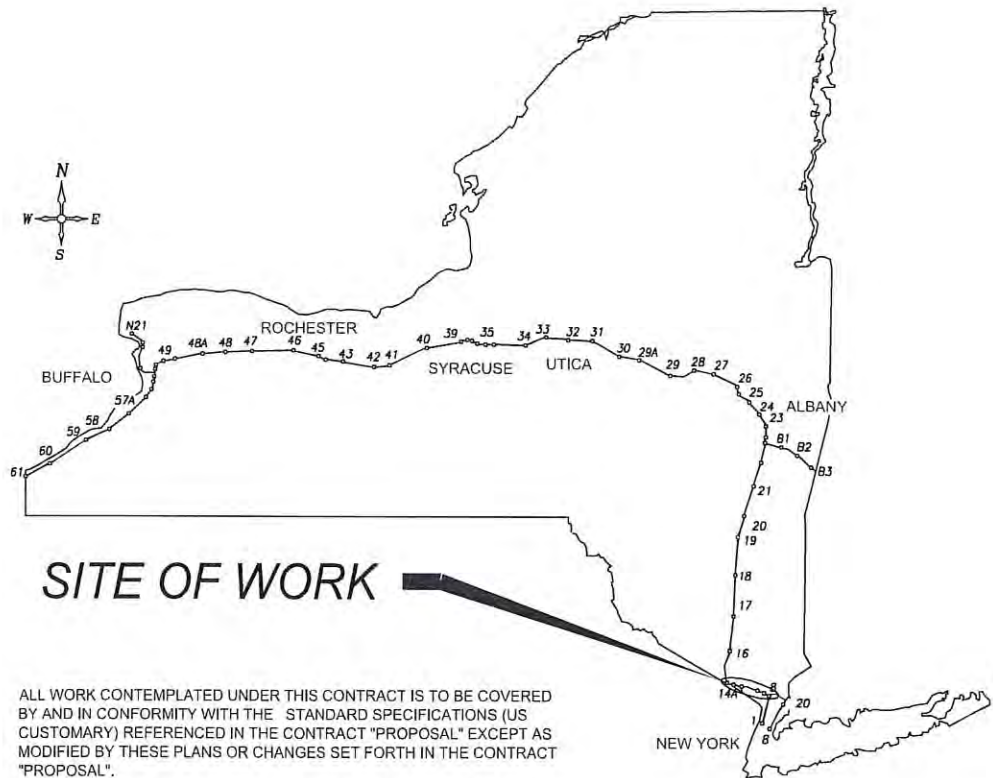 N
W E
S
N21
ROCHESTER
49 48A 48 47 46 45 43 42 41 40 39 35 34 33 32 31 30 29A 29 28 27 26 25 24 23
BUFFALO
SYRACUSE
UTICA
ALBANY
57A
58
59
60
61
B1
B2
B3
21
20
19
18
17
16
SITE OF WORK
14A
8
20
1
8
NEW YORK
ALL WORK CONTEMPLATED UNDER THIS CONTRACT IS TO BE COVERED
BY AND IN CONFORMITY WITH THE STANDARD SPECIFICATIONS (US
CUSTOMARY) REFERENCED IN THE CONTRACT "PROPOSAL" EXCEPT AS
MODIFIED BY THESE PLANS OR CHANGES SET FORTH IN THE CONTRACT
"PROPOSAL".